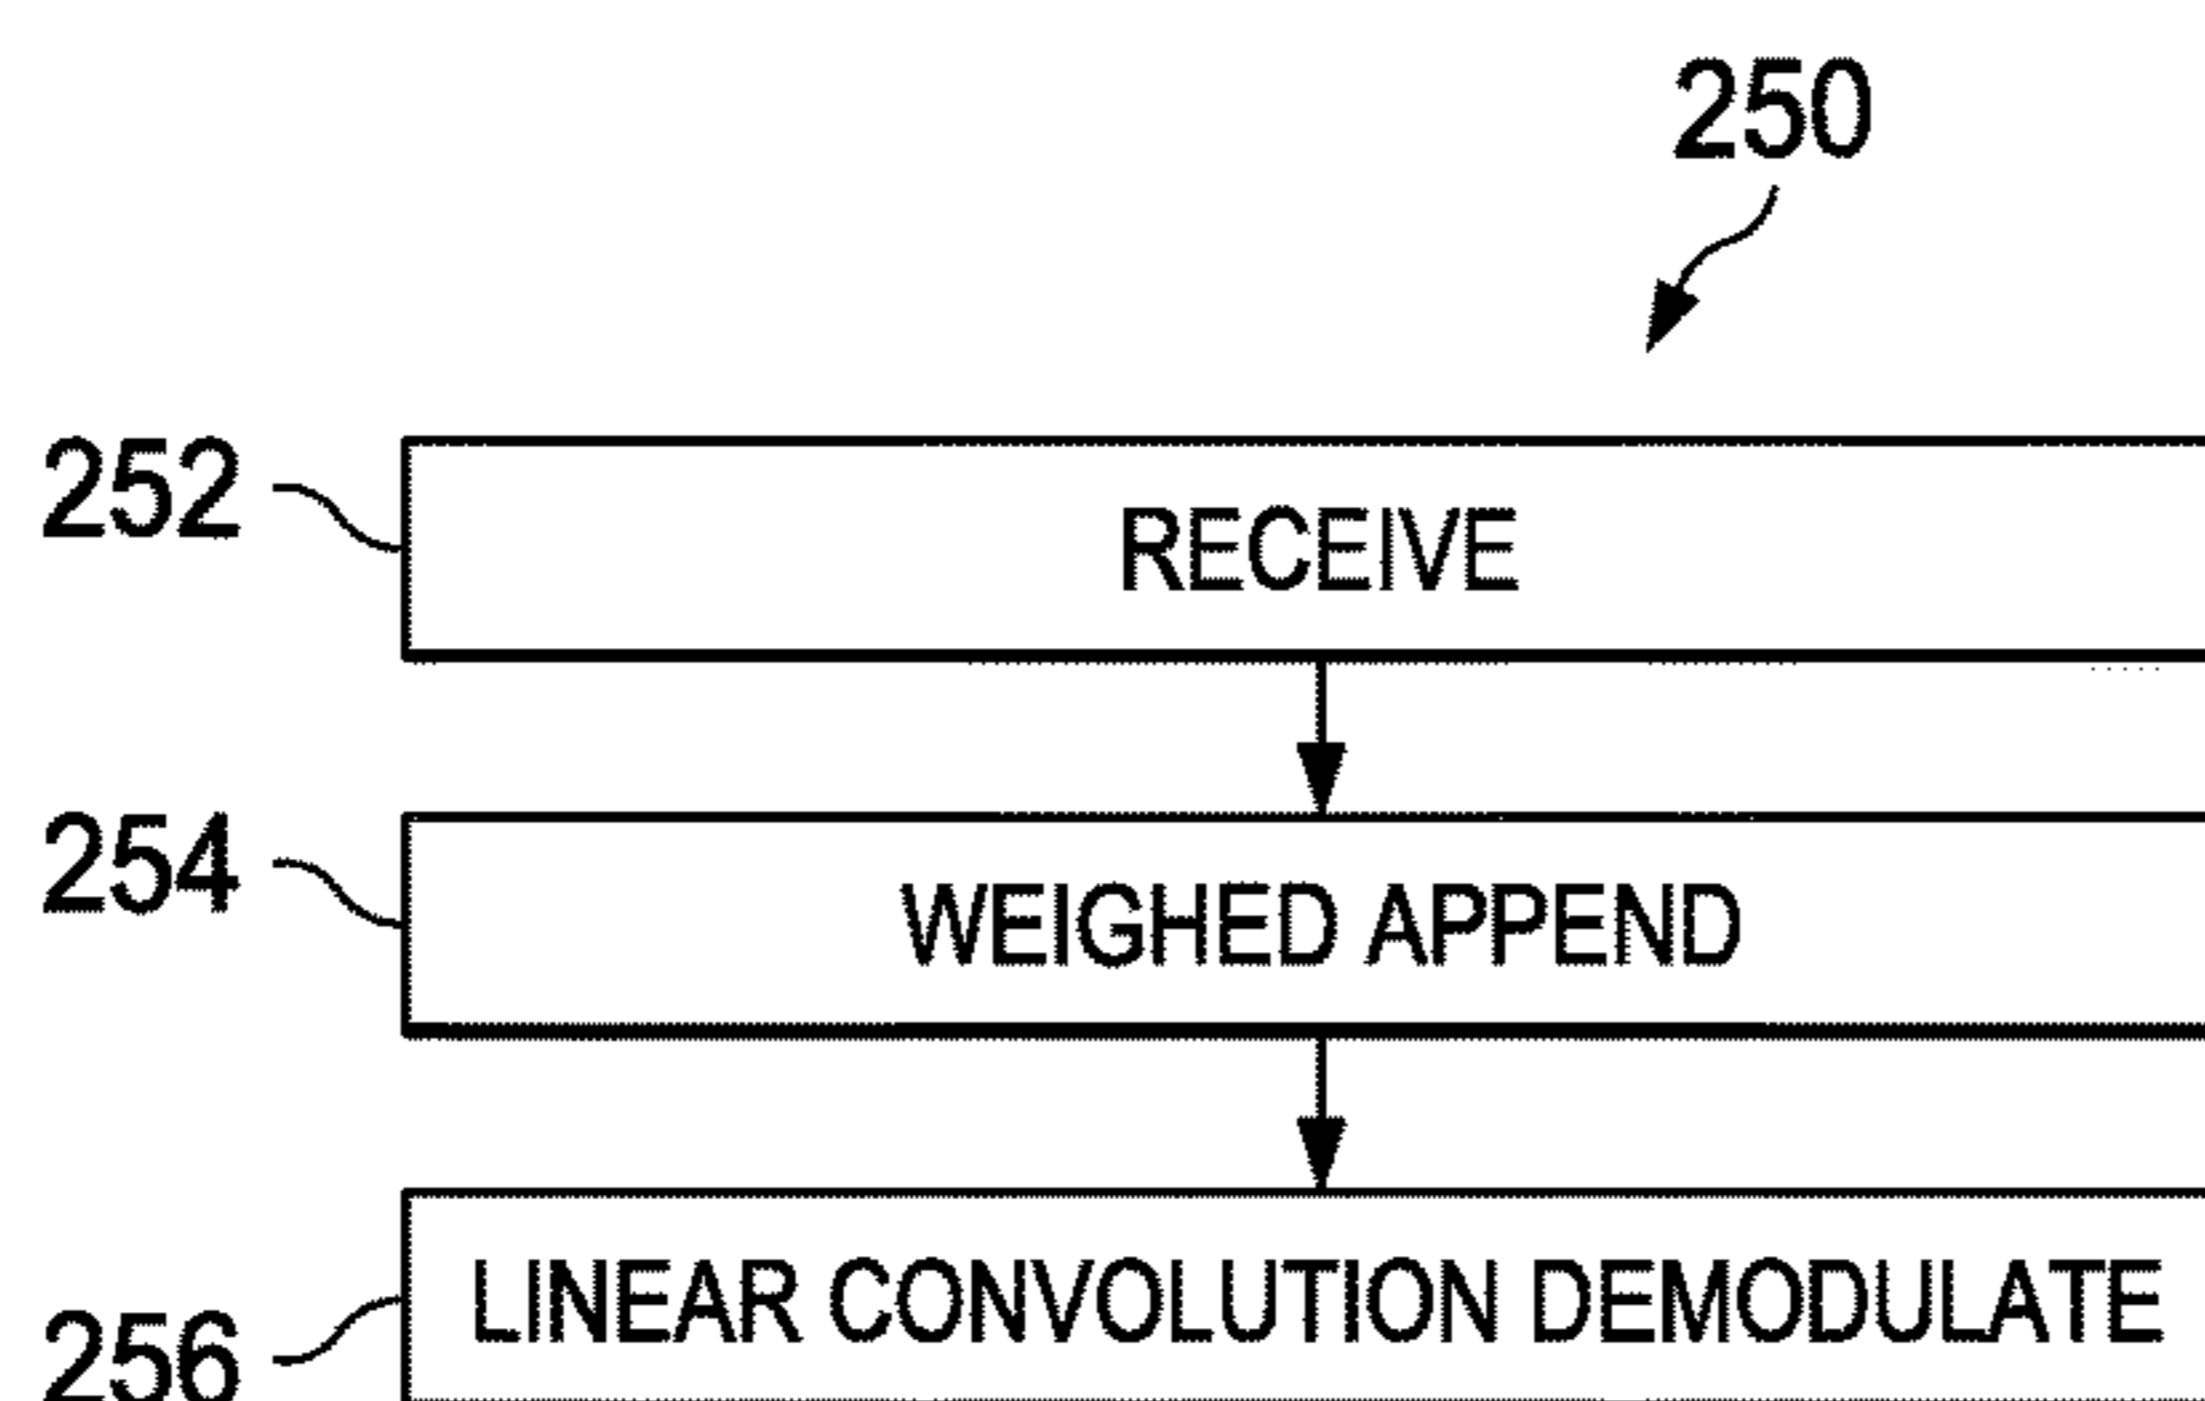 250
252
RECEIVE
254
WEIGHED APPEND
256
LINEAR CONVOLUTION DEMODULATE